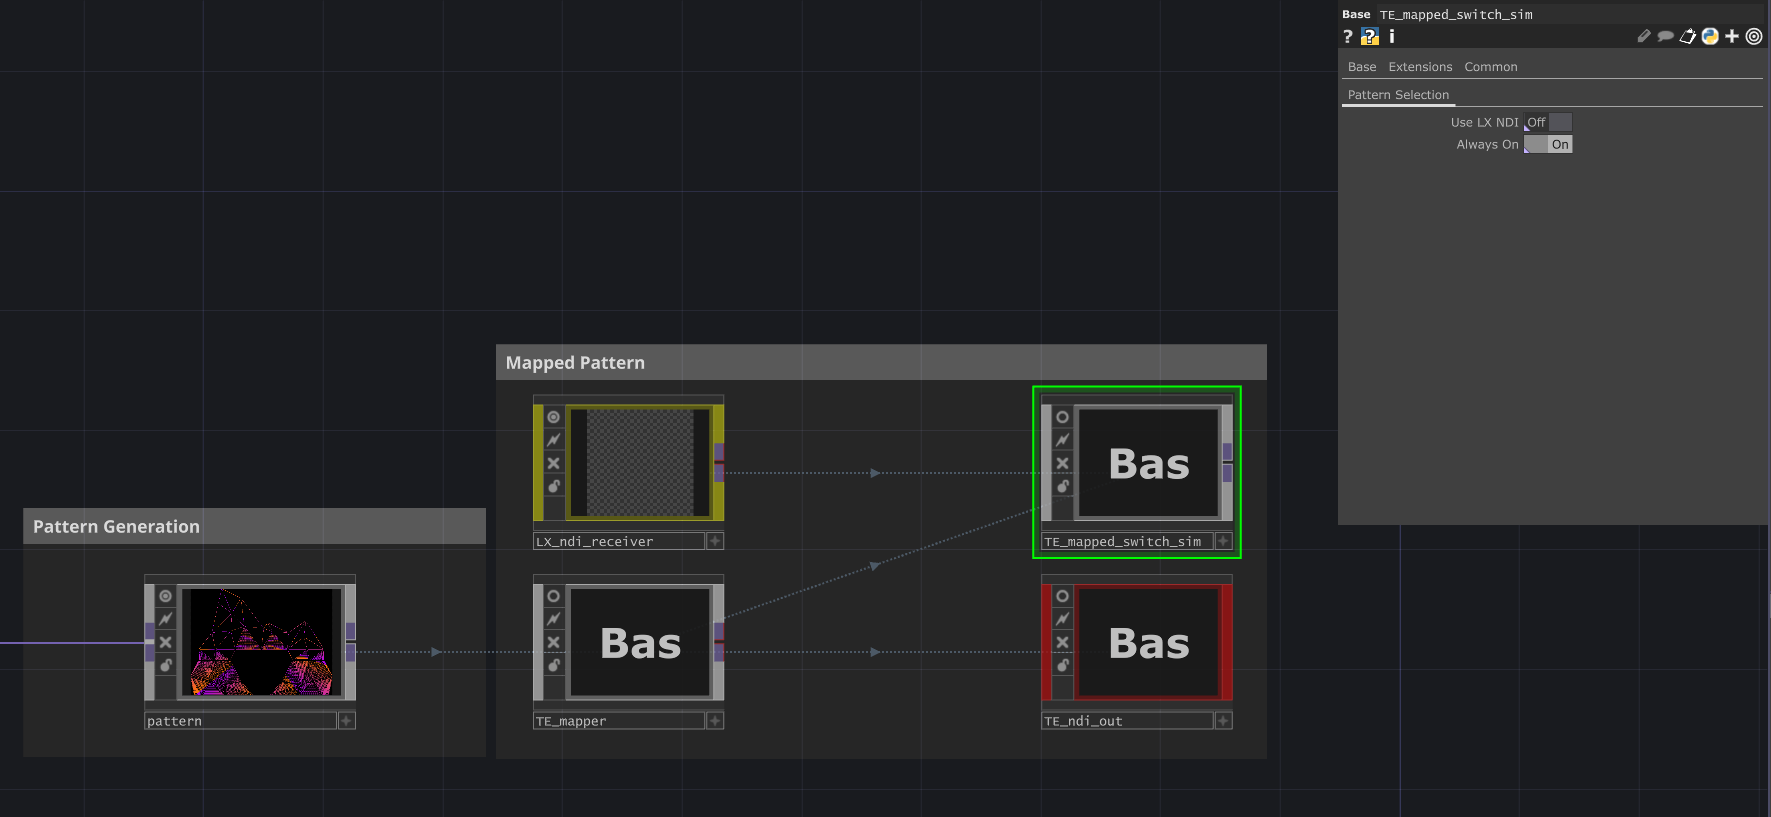 Base TE_mapped_switch_sim
? ? i
Base Extensions Common
Pattern Selection
Use LX NDI Off
Always On On
Mapped Pattern
Bas
LX_ndi_receiver
TE_mapped_switch_sim
Pattern Generation
Bas
Bas
pattern
TE_mapper
TE_ndi_out